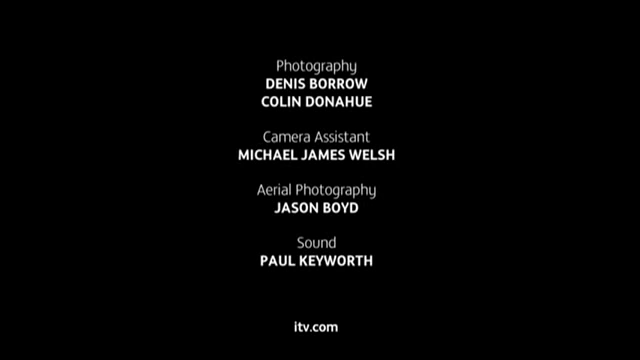 Photography
DENIS BORROW
COLIN DONAHUE
Camera Assistant
MICHAEL JAMES WELSH
Aerial Photography
JASON BOYD
Sound
PAUL KEYWORTH
itv.com